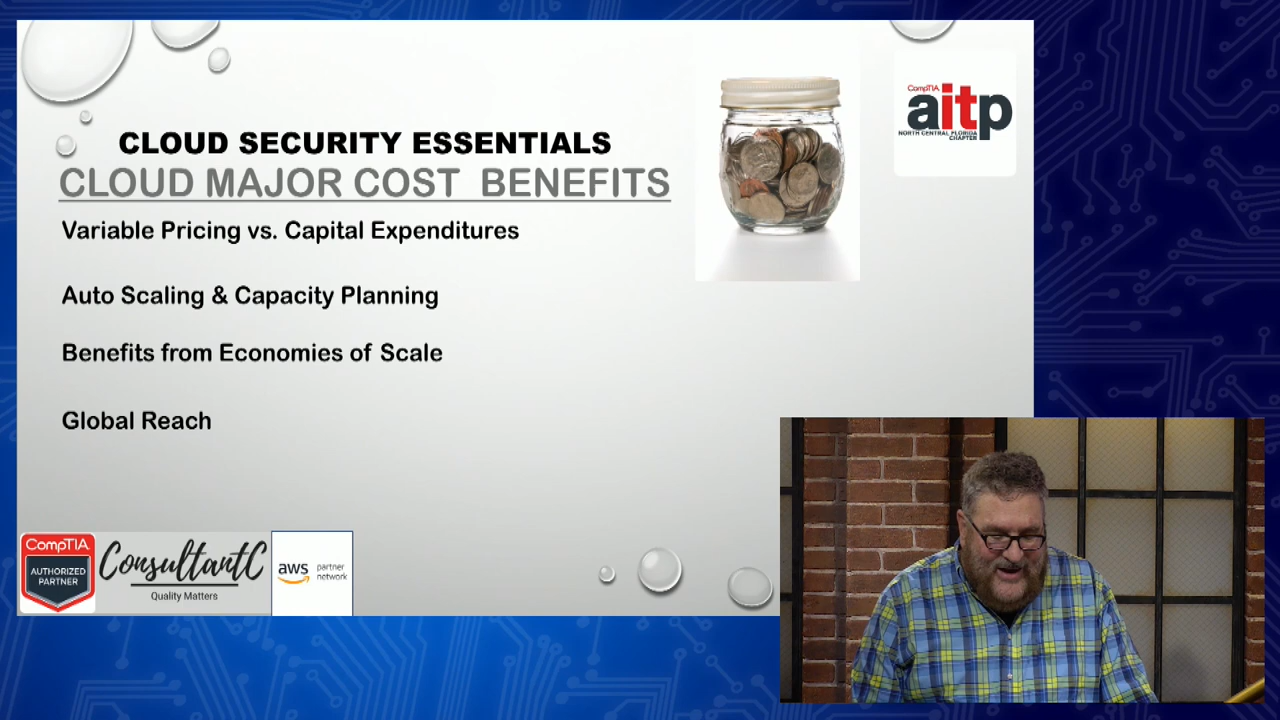 CLOUD SECURITY ESSENTIALS
CLOUD MAJOR COST BENEFITS
Variable Pricing vs. Capital Expenditures
Auto Scaling & Capacity Planning
Benefits from Economies of Scale
Global Reach
CompTIA
aitp
NORTH CENTRAL FLORIDA
CHAPTER
CompTIA
AUTHORIZED
PARTNER
ConsultantC
Quality Matters
aws partner
network